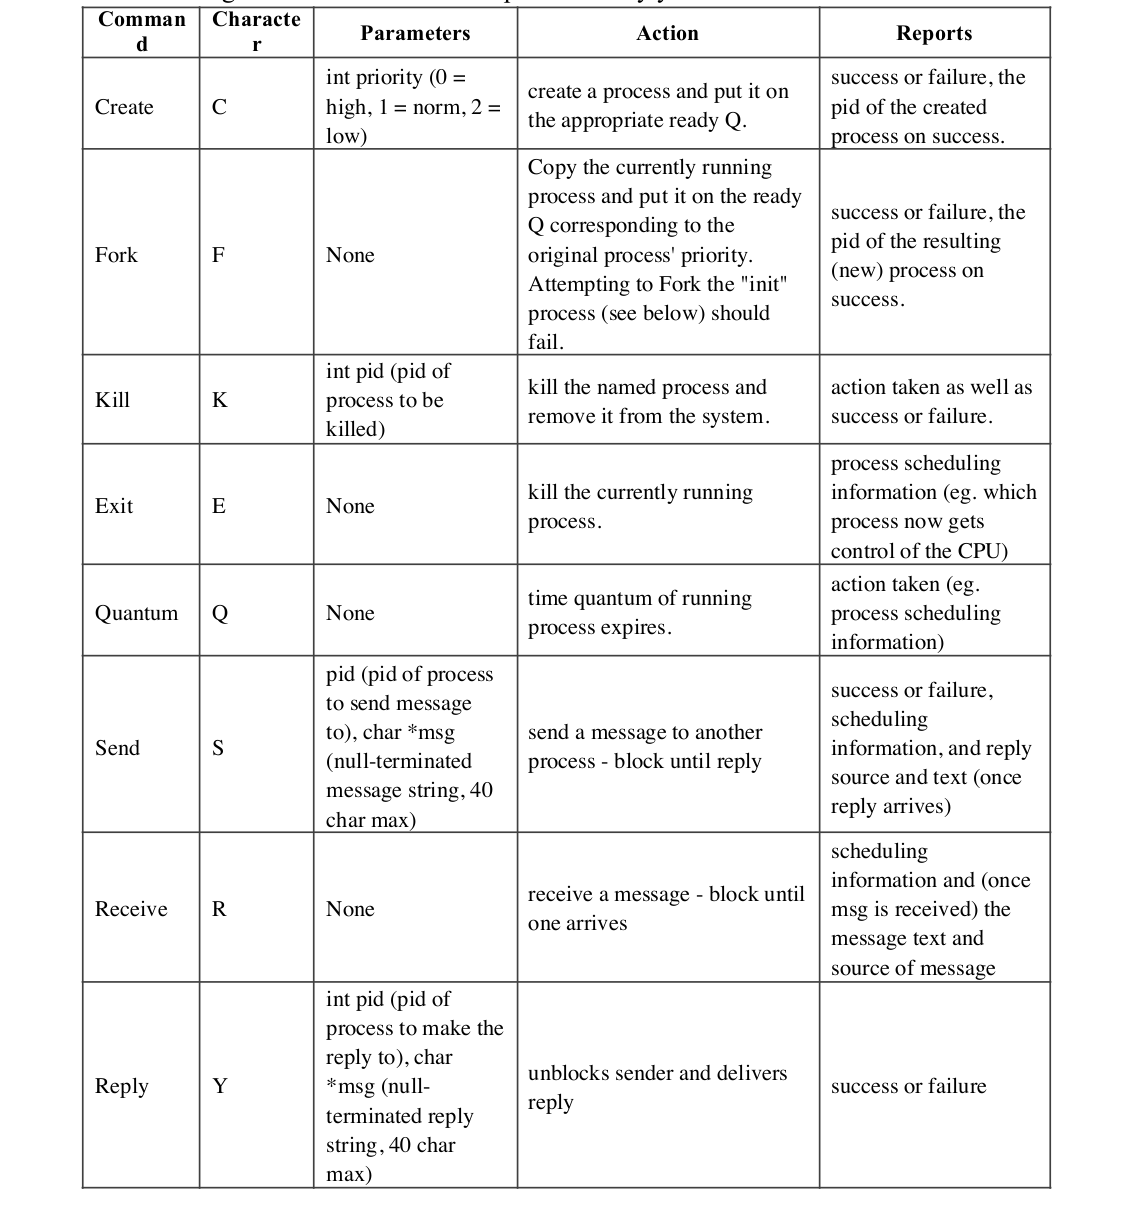 Comman
d
Characte
r
Parameters
Action
Reports
Create
C
int priority (0 =
high, 1 = norm, 2 =
low)
create a process and put it on
the appropriate ready Q.
success or failure, the
pid of the created
process on success.
Fork
F
None
Copy the currently running
process and put it on the ready
Q corresponding to the
original process' priority.
Attempting to Fork the "init"
process (see below) should
fail.
success or failure, the
pid of the resulting
(new) process on
success.
Kill
K
int pid (pid of
process to be
killed)
kill the named process and
remove it from the system.
action taken as well as
success or failure.
Exit
E
None
kill the currently running
process.
process scheduling
information (eg. which
process now gets
control of the CPU)
Quantum
Q
None
time quantum of running
process expires.
action taken (eg.
process scheduling
information)
Send
S
pid (pid of process
to send message
to), char *msg
(null-terminated
message string, 40
char max)
send a message to another
process - block until reply
success or failure,
scheduling
information, and reply
source and text (once
reply arrives)
Receive
R
None
receive a message - block until
one arrives
scheduling
information and (once
msg is received) the
message text and
source of message
Reply
Y
int pid (pid of
process to make the
reply to), char
*msg (null-
terminated reply
string, 40 char
max)
unblocks sender and delivers
reply
success or failure